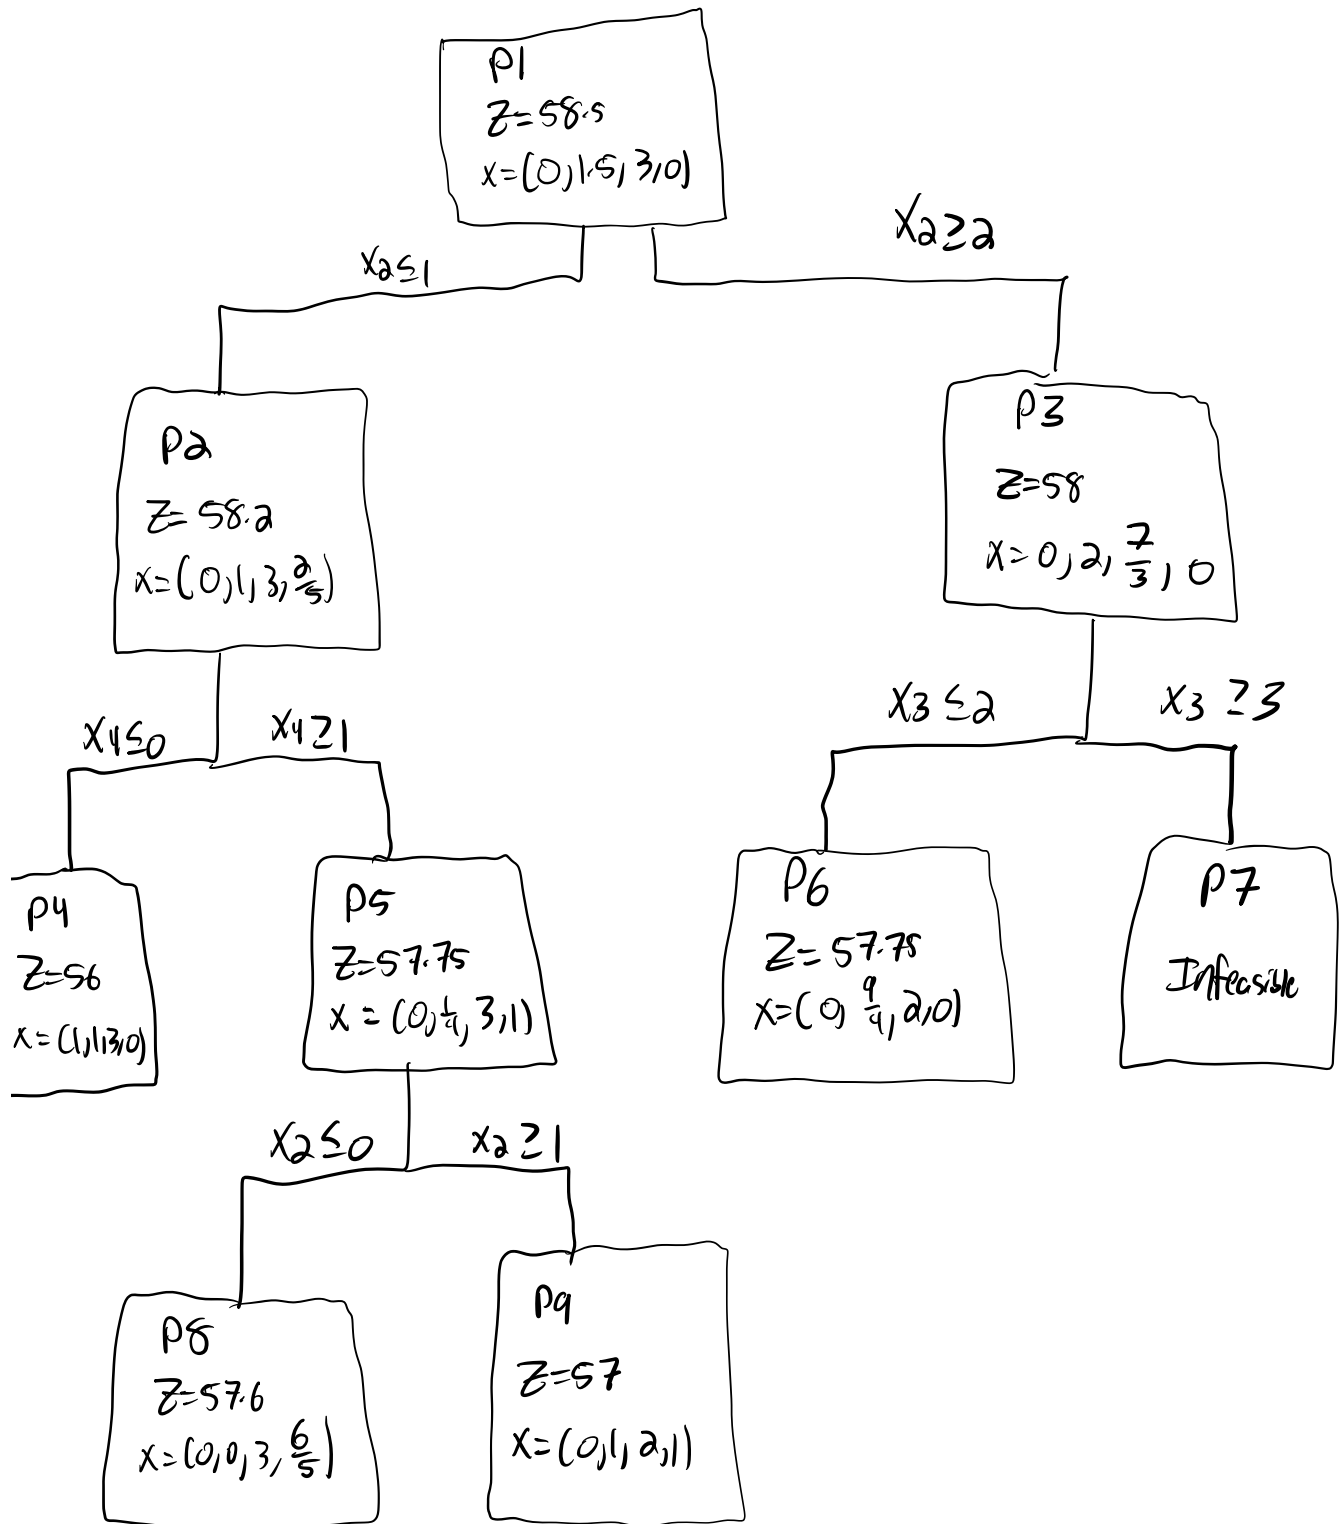 P1
Z=58.5
x=(0,1.5,3,0)
x2≤1
x2≥2
P2
Z=58.2
x=(0,1,3,2/5)
P3
Z=58
x=0,2,7/3,0
x4≤0
x4≥1
x3≤2
x3≥3
P4
Z=56
x=(1,1,3,0)
P5
Z=57.75
x=(0,1/4,3,1)
P6
Z=57.75
x=(0,9/4,2,0)
P7
Infeasible
x2≤0
x2≥1
P8
Z=57.6
x=(0,0,3,6/5)
P9
Z=57
x=(0,1,2,1)